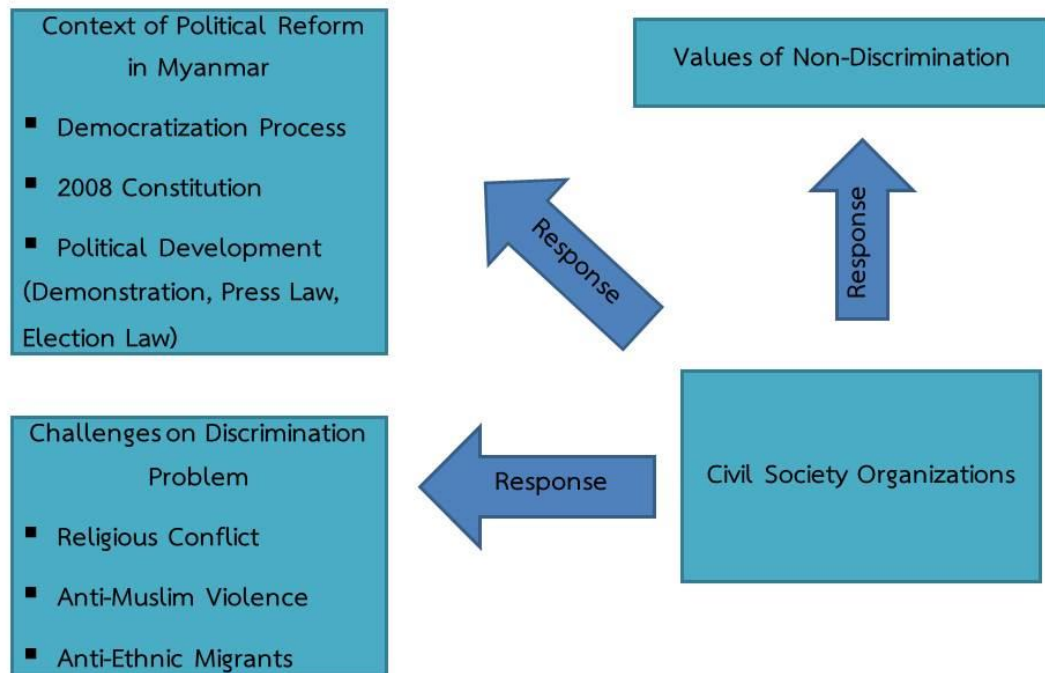 Context of Political Reform
in Myanmar
▪ Democratization Process
▪ 2008 Constitution
▪ Political Development
(Demonstration, Press Law,
Election Law)
Values of Non-Discrimination
Response
Response
Challenges on Discrimination
Problem
▪ Religious Conflict
▪ Anti-Muslim Violence
▪ Anti-Ethnic Migrants
Response
Civil Society Organizations